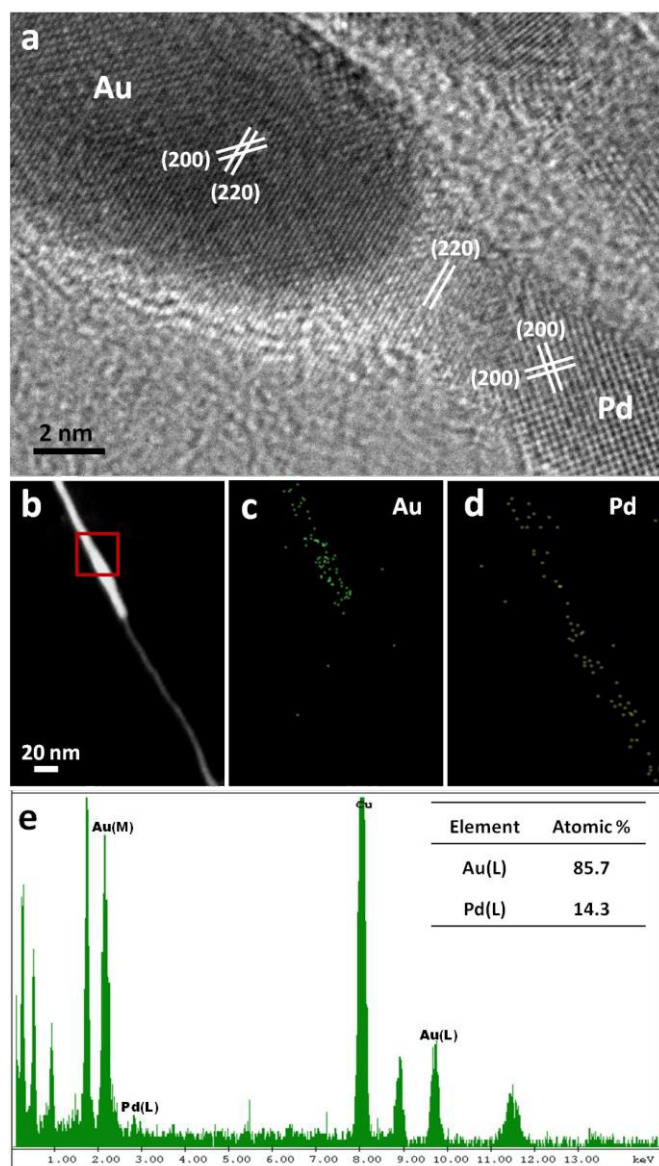 a
Au
(200)
(220)
(220)
(200)
(200)
Pd
2 nm
b
c
Au
d
Pd
20 nm
e
Au(M)
Cu
Element Atomic %
Au(L) 85.7
Pd(L) 14.3
Au(L)
Pd(L)
1.00 2.00 3.00 4.00 5.00 6.00 7.00 8.00 9.00 10.00 11.00 12.00 13.00 keV